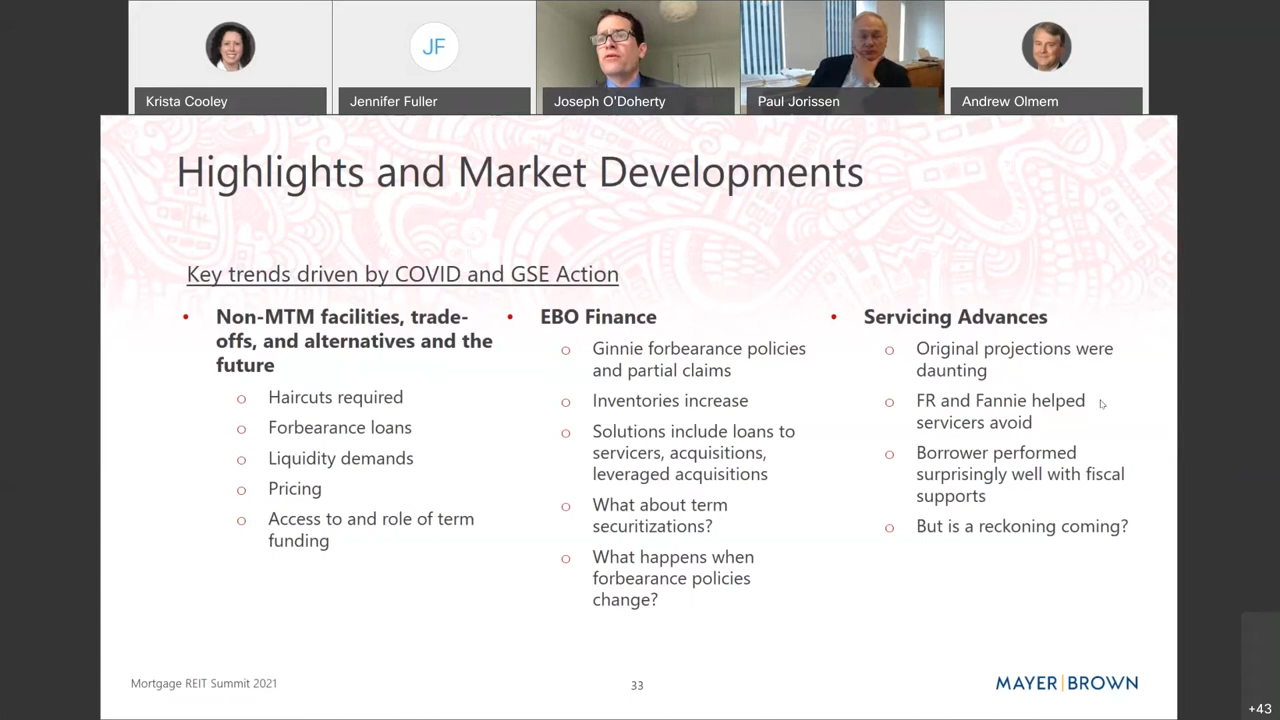 Krista Cooley
JF
Jennifer Fuller
Joseph O'Doherty
Paul Jorissen
Andrew Olmem
Highlights and Market Developments
Key trends driven by COVID and GSE Action
• Non-MTM facilities, trade-
offs, and alternatives and the
future
o Haircuts required
o Forbearance loans
o Liquidity demands
o Pricing
o Access to and role of term
funding
• EBO Finance
o Ginnie forbearance policies
and partial claims
o Inventories increase
o Solutions include loans to
servicers, acquisitions,
leveraged acquisitions
o What about term
securitizations?
o What happens when
forbearance policies
change?
• Servicing Advances
o Original projections were
daunting
o FR and Fannie helped
servicers avoid
o Borrower performed
surprisingly well with fiscal
supports
o But is a reckoning coming?
Mortgage REIT Summit 2021
33
MAYER|BROWN
+43